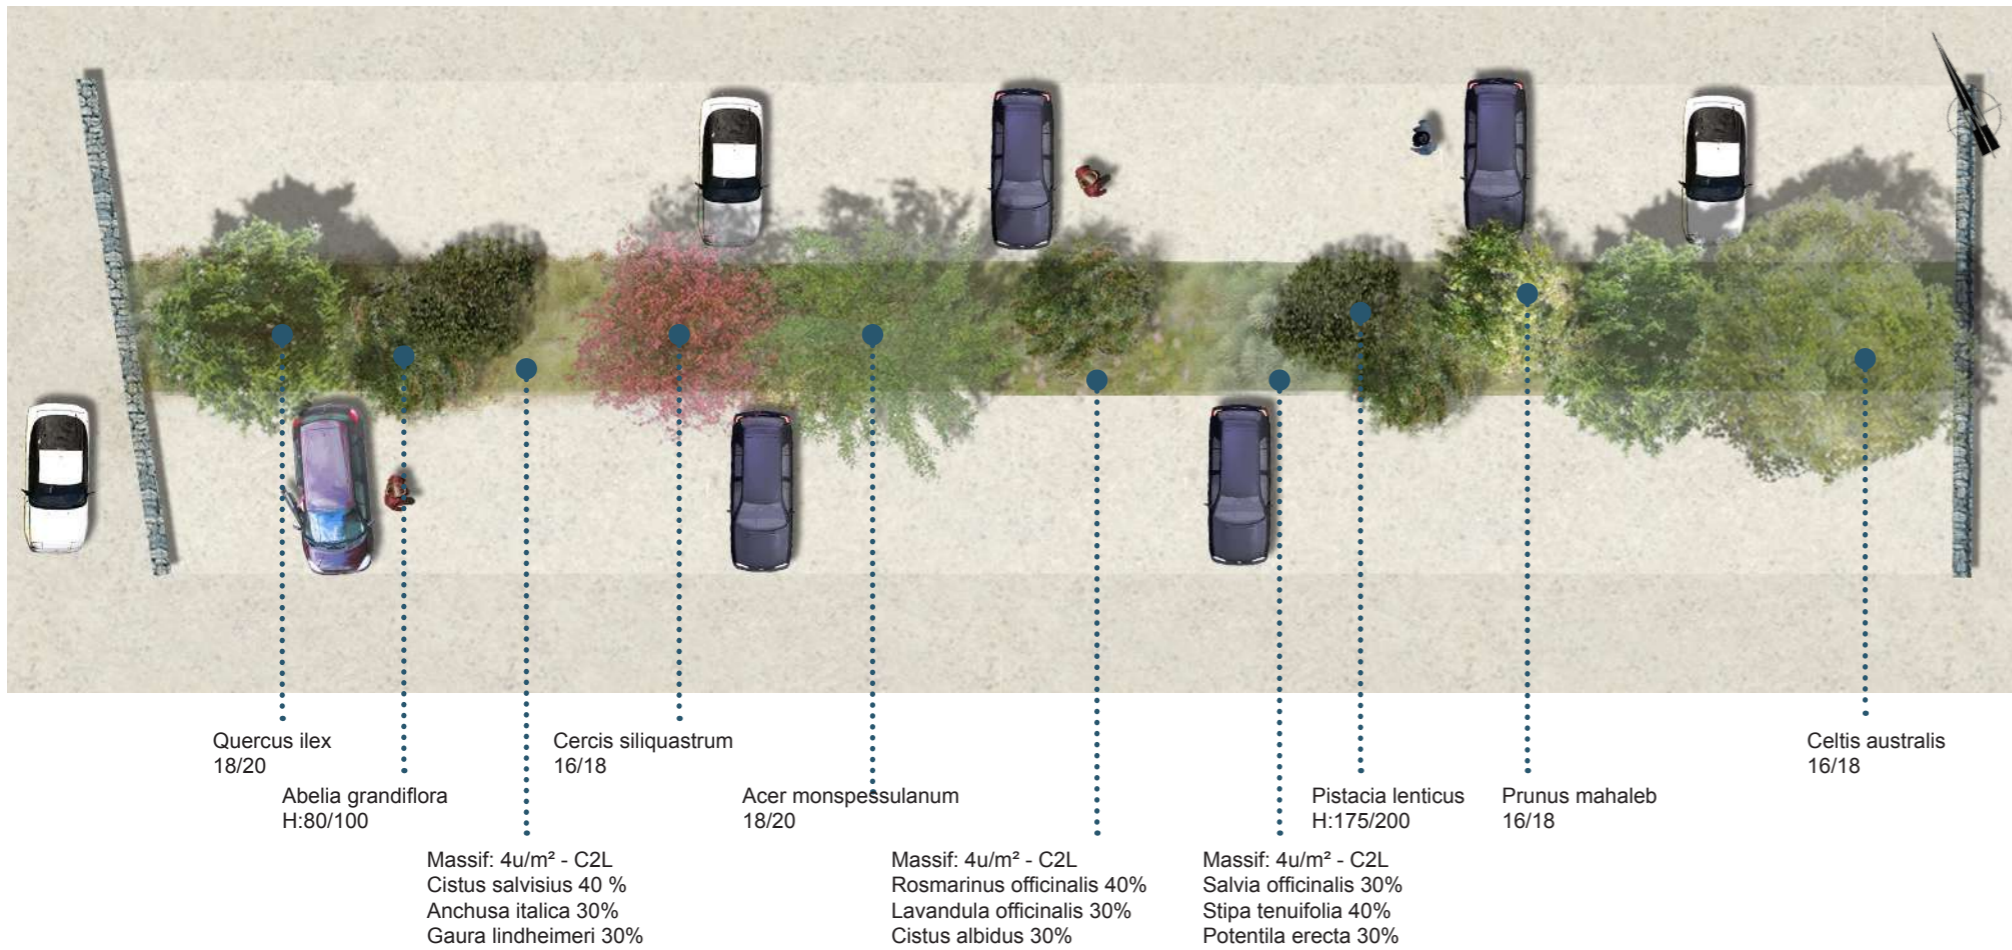 Quercus ilex
18/20
Abelia grandiflora
H:80/100
Massif: 4u/m² - C2L
Cistus salvisius 40 %
Anchusa italica 30%
Gaura lindheimeri 30%
Cercis siliquastrum
16/18
Acer monspessulanum
18/20
Massif: 4u/m² - C2L
Rosmarinus officinalis 40%
Lavandula officinalis 30%
Cistus albidus 30%
Massif: 4u/m² - C2L
Salvia officinalis 30%
Stipa tenuifolia 40%
Potentila erecta 30%
Pistacia lenticus
H:175/200
Prunus mahaleb
16/18
Celtis australis
16/18